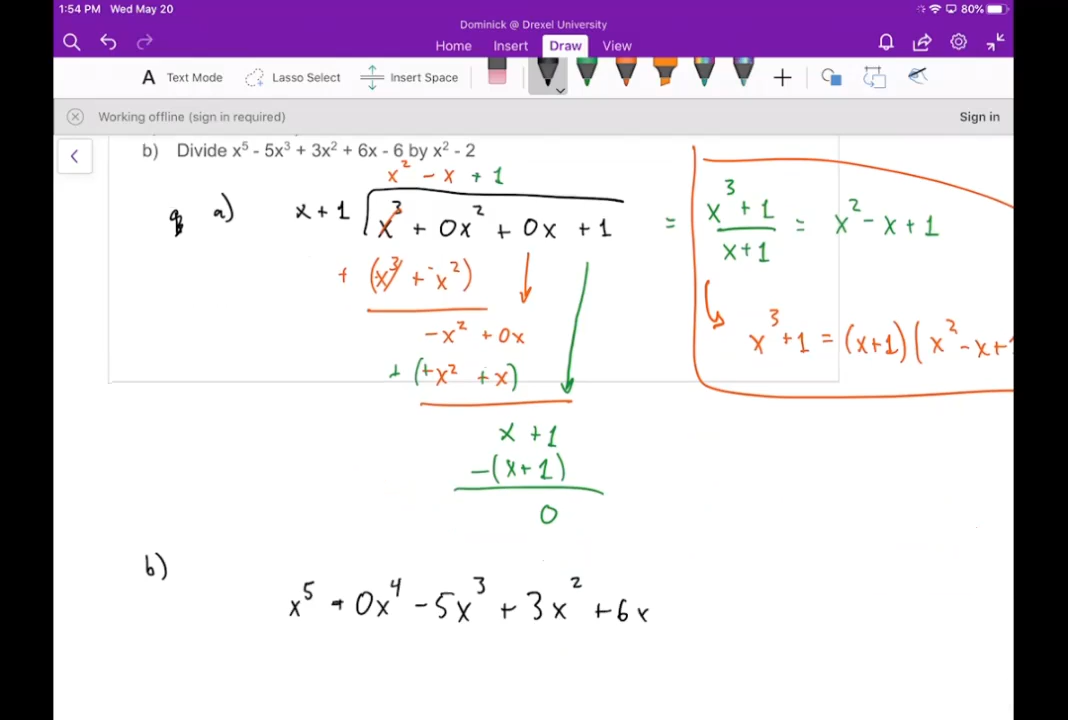 1:54 PM Wed May 20
80%
Dominick @ Drexel University
Home Insert Draw View
A Text Mode Lasso Select Insert Space
Working offline (sign in required) Sign in
b) Divide x⁵ - 5x³ + 3x² + 6x - 6 by x² - 2
x² - x + 1
a) x + 1 x³ + 0x² + 0x + 1
= x³ + 1 / x + 1 = x² - x + 1
+ (x³ + - x²)
- x² + 0x
x³ + 1 = (x+1)(x² - x +
+ (+x² + x)
x + 1
-(x + 1)
0
b)
x⁵ + 0x⁴ - 5x³ + 3x² + 6x